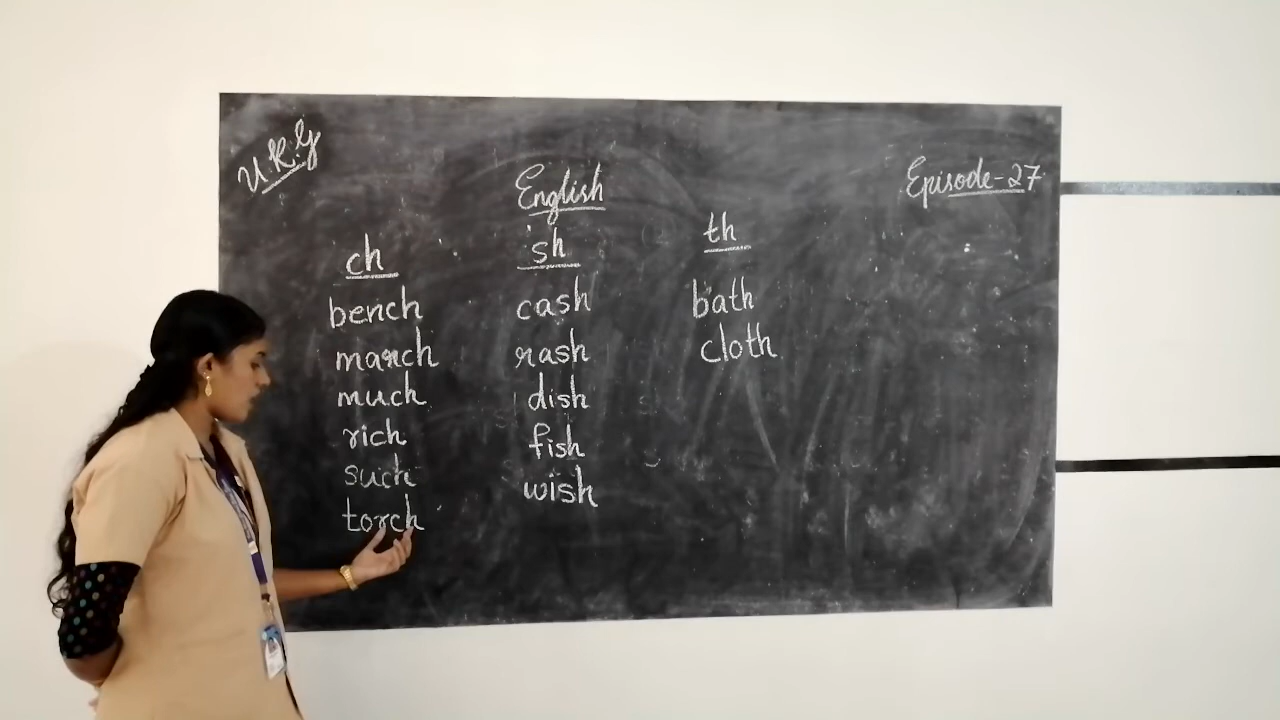 U.K.G
English
Episode-27
ch
bench
march
much
rich
such
torch
sh
cash
rash
dish
fish
wish
th
bath
cloth